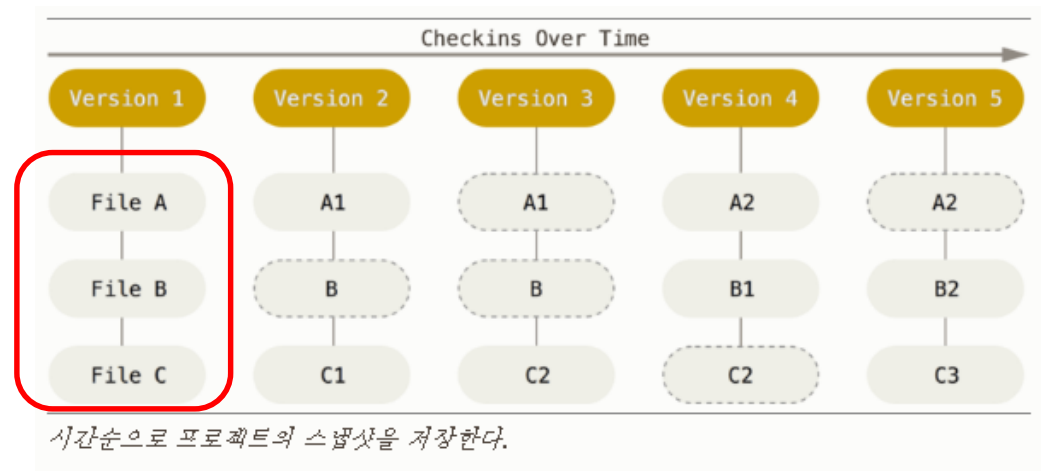 Checkins Over Time
Version 1 Version 2 Version 3 Version 4 Version 5
File A A1 A1 A2 A2
File B B B B1 B2
File C C1 C2 C2 C3
시간순으로 프로젝트의 스냅샷을 저장한다.